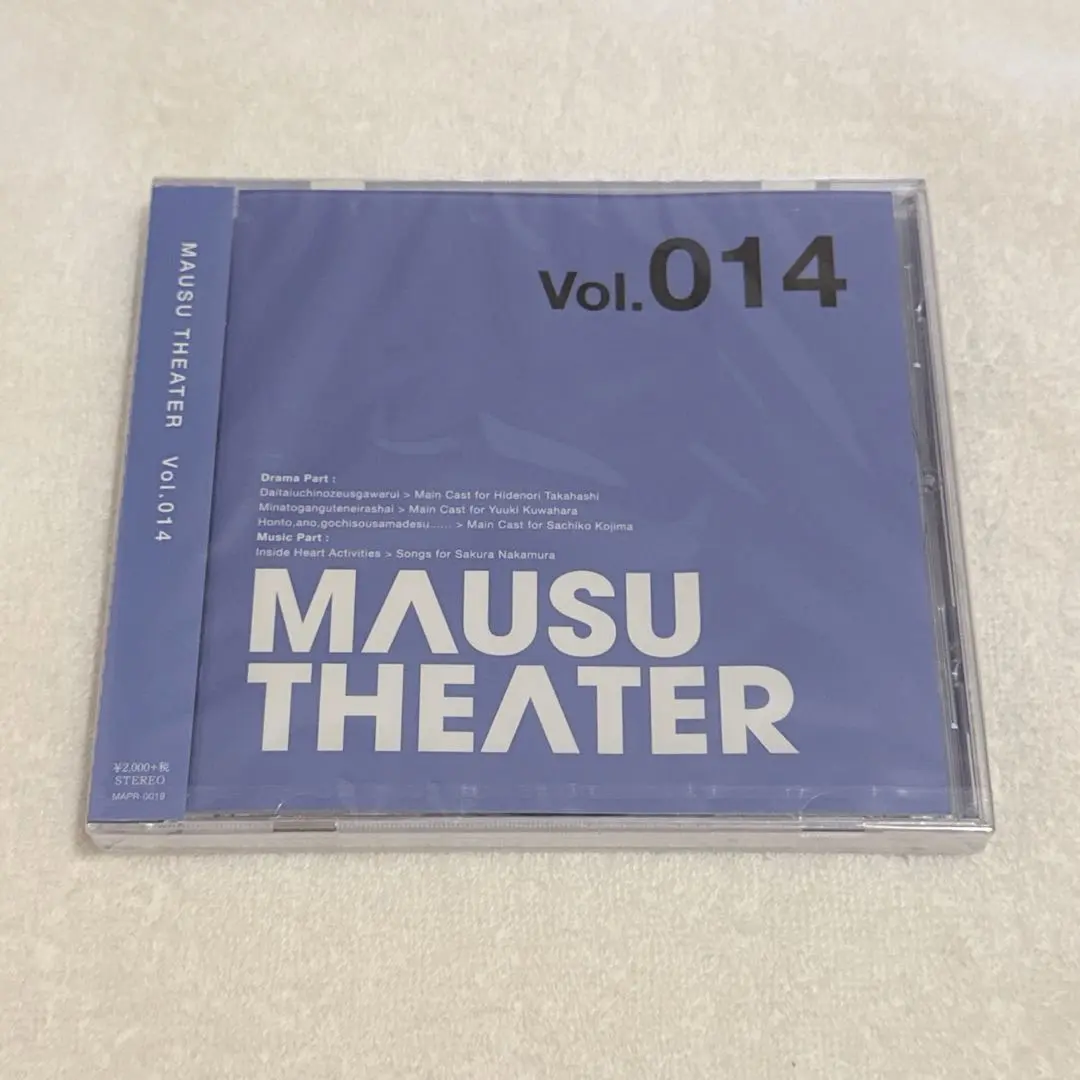 MAUSU THEATER Vol.014
¥2,000+税
STEREO
MAPR-0019
Vol.014
Drama Part :
Daitaiuchinozeusgawarui > Main Cast for Hidenori Takahashi
Minatoganguteneirashai > Main Cast for Yuuki Kuwahara
Honto,ano,gochisousamadesu...... > Main Cast for Sachiko Kojima
Music Part :
Inside Heart Activities > Songs for Sakura Nakamura
MAUSU
THEATER